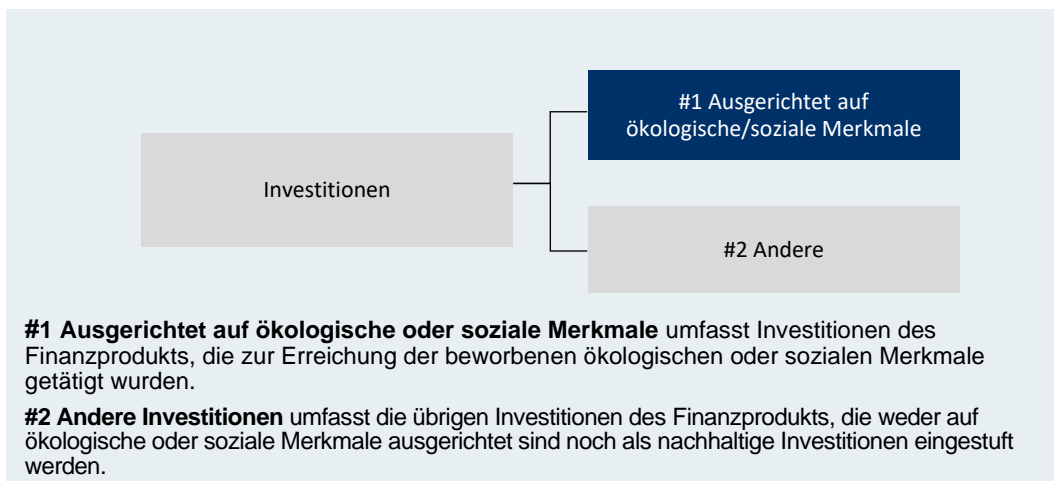 #1 Ausgerichtet auf
ökologische/soziale Merkmale
Investitionen
#2 Andere
#1 Ausgerichtet auf ökologische oder soziale Merkmale umfasst Investitionen des
Finanzprodukts, die zur Erreichung der beworbenen ökologischen oder sozialen Merkmale
getätigt wurden.
#2 Andere Investitionen umfasst die übrigen Investitionen des Finanzprodukts, die weder auf
ökologische oder soziale Merkmale ausgerichtet sind noch als nachhaltige Investitionen eingestuft
werden.